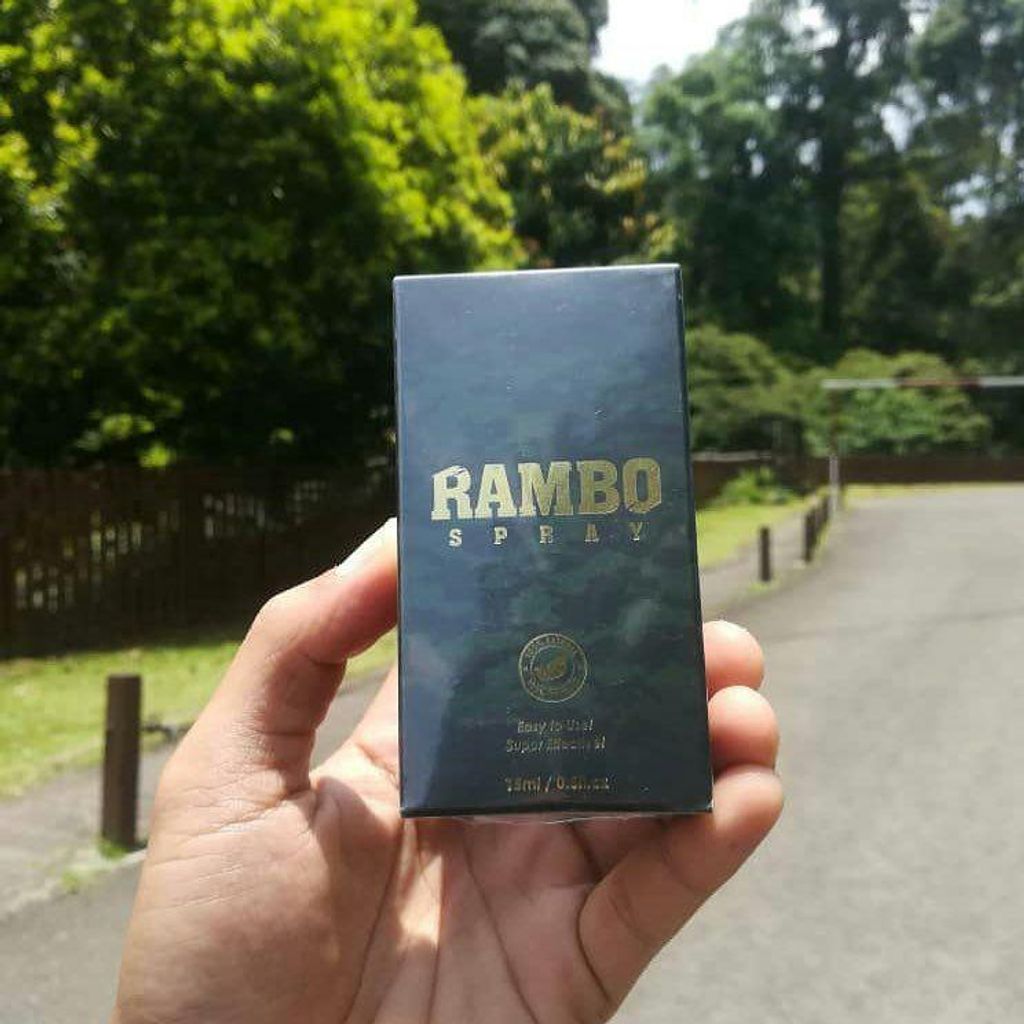 RAMBO
SPRAY
Easy to Use!
Super Effective!
15ml / 0.5fl.oz